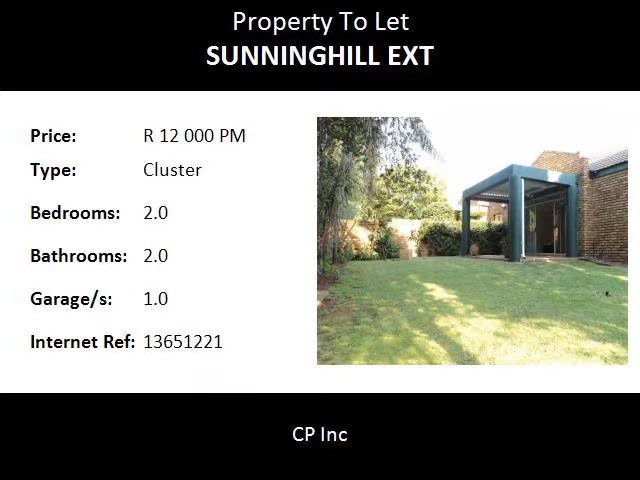 Property To Let
SUNNINGHILL EXT
Price: R 12 000 PM
Type: Cluster
Bedrooms: 2.0
Bathrooms: 2.0
Garage/s: 1.0
Internet Ref: 13651221
CP Inc